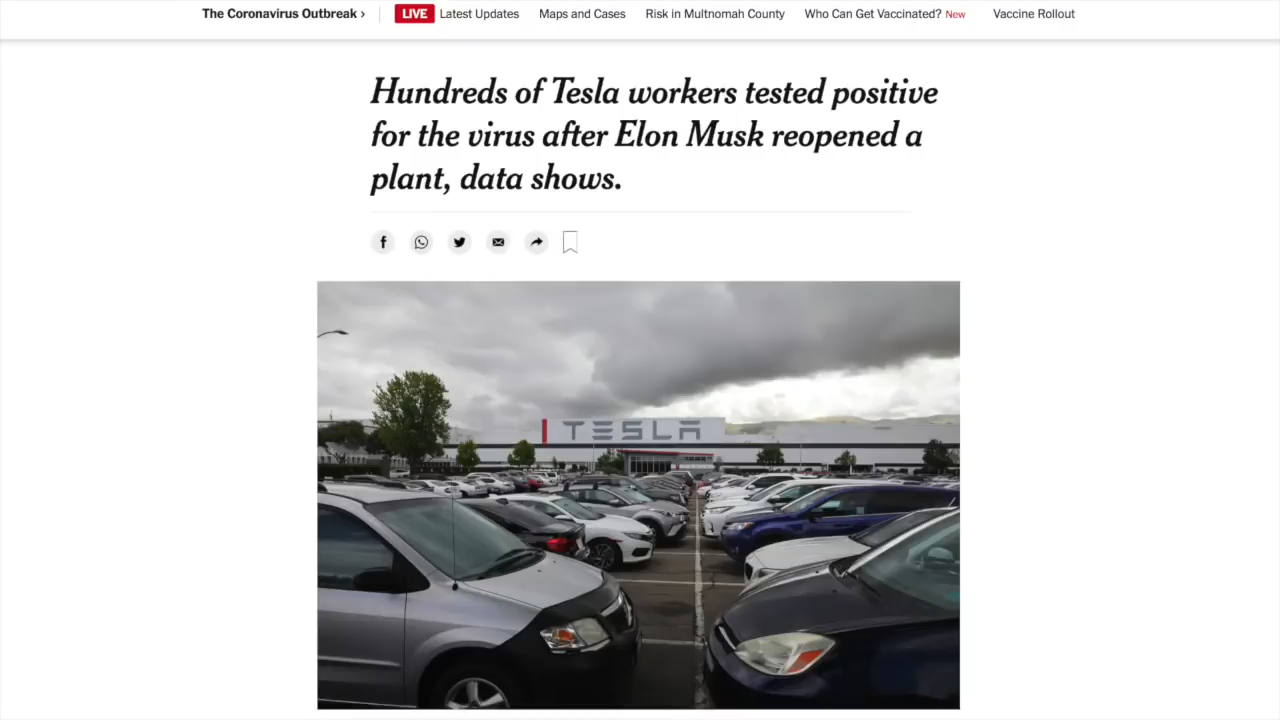 The Coronavirus Outbreak › LIVE Latest Updates Maps and Cases Risk in Multnomah County Who Can Get Vaccinated? New Vaccine Rollout
Hundreds of Tesla workers tested positive
for the virus after Elon Musk reopened a
plant, data shows.
TESLA